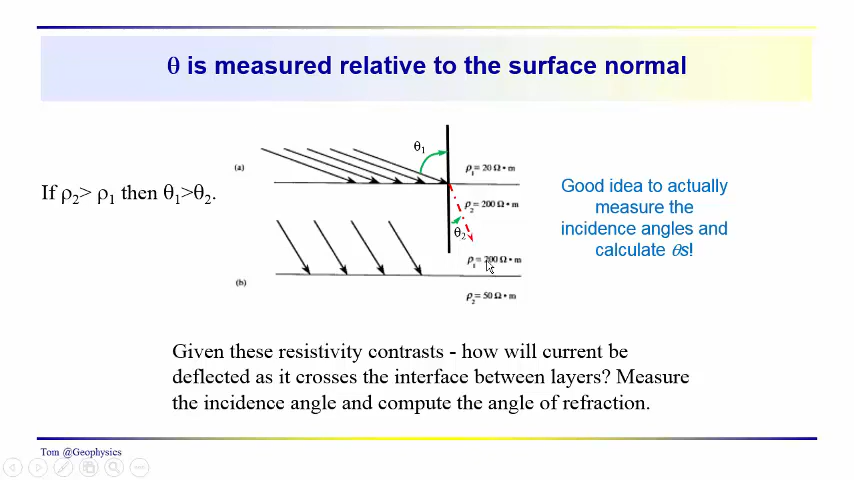 θ is measured relative to the surface normal
θ₁
(a)
ρ₁ = 20 Ω • m
If ρ₂> ρ₁ then θ₁>θ₂.
ρ₂ = 200 Ω • m
Good idea to actually
measure the
incidence angles and
calculate θs!
θ₂
ρ₁ = 200 Ω • m
(b)
ρ₂ = 50 Ω • m
Given these resistivity contrasts - how will current be
deflected as it crosses the interface between layers? Measure
the incidence angle and compute the angle of refraction.
Tom @Geophysics